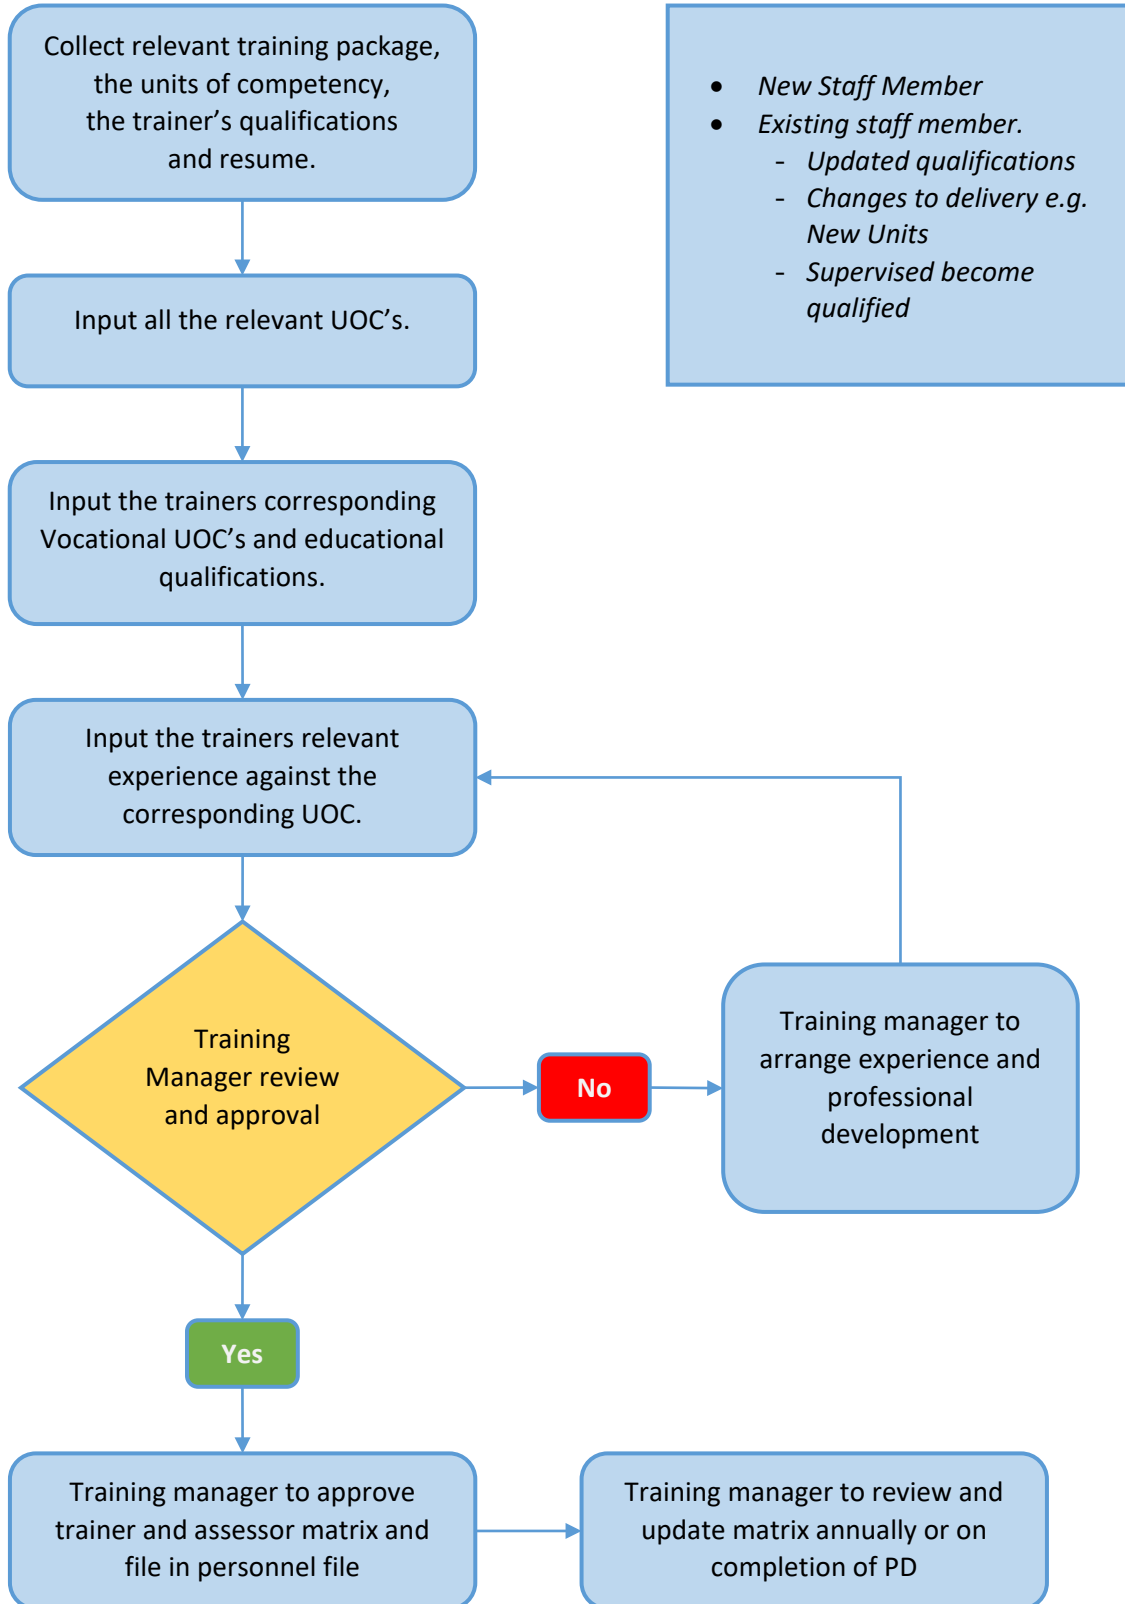 Collect relevant training package,
the units of competency,
the trainer’s qualifications
and resume.
• New Staff Member
• Existing staff member.
- Updated qualifications
- Changes to delivery e.g.
New Units
- Supervised become
qualified
Input all the relevant UOC’s.
Input the trainers corresponding
Vocational UOC’s and educational
qualifications.
Input the trainers relevant
experience against the
corresponding UOC.
Training
Manager review
and approval
No
Training manager to
arrange experience and
professional
development
Yes
Training manager to approve
trainer and assessor matrix and
file in personnel file
Training manager to review and
update matrix annually or on
completion of PD